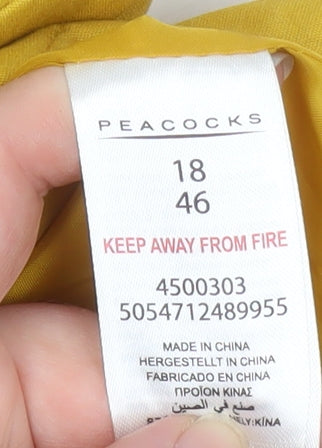 PEACOCKS
18
46
KEEP AWAY FROM FIRE
4500303
5054712489955
MADE IN CHINA
HERGESTELLT IN CHINA
FABRICADO EN CHINA
ΠΡΟΪΟΝ ΚΙΝΑΣ
صنع في الصين